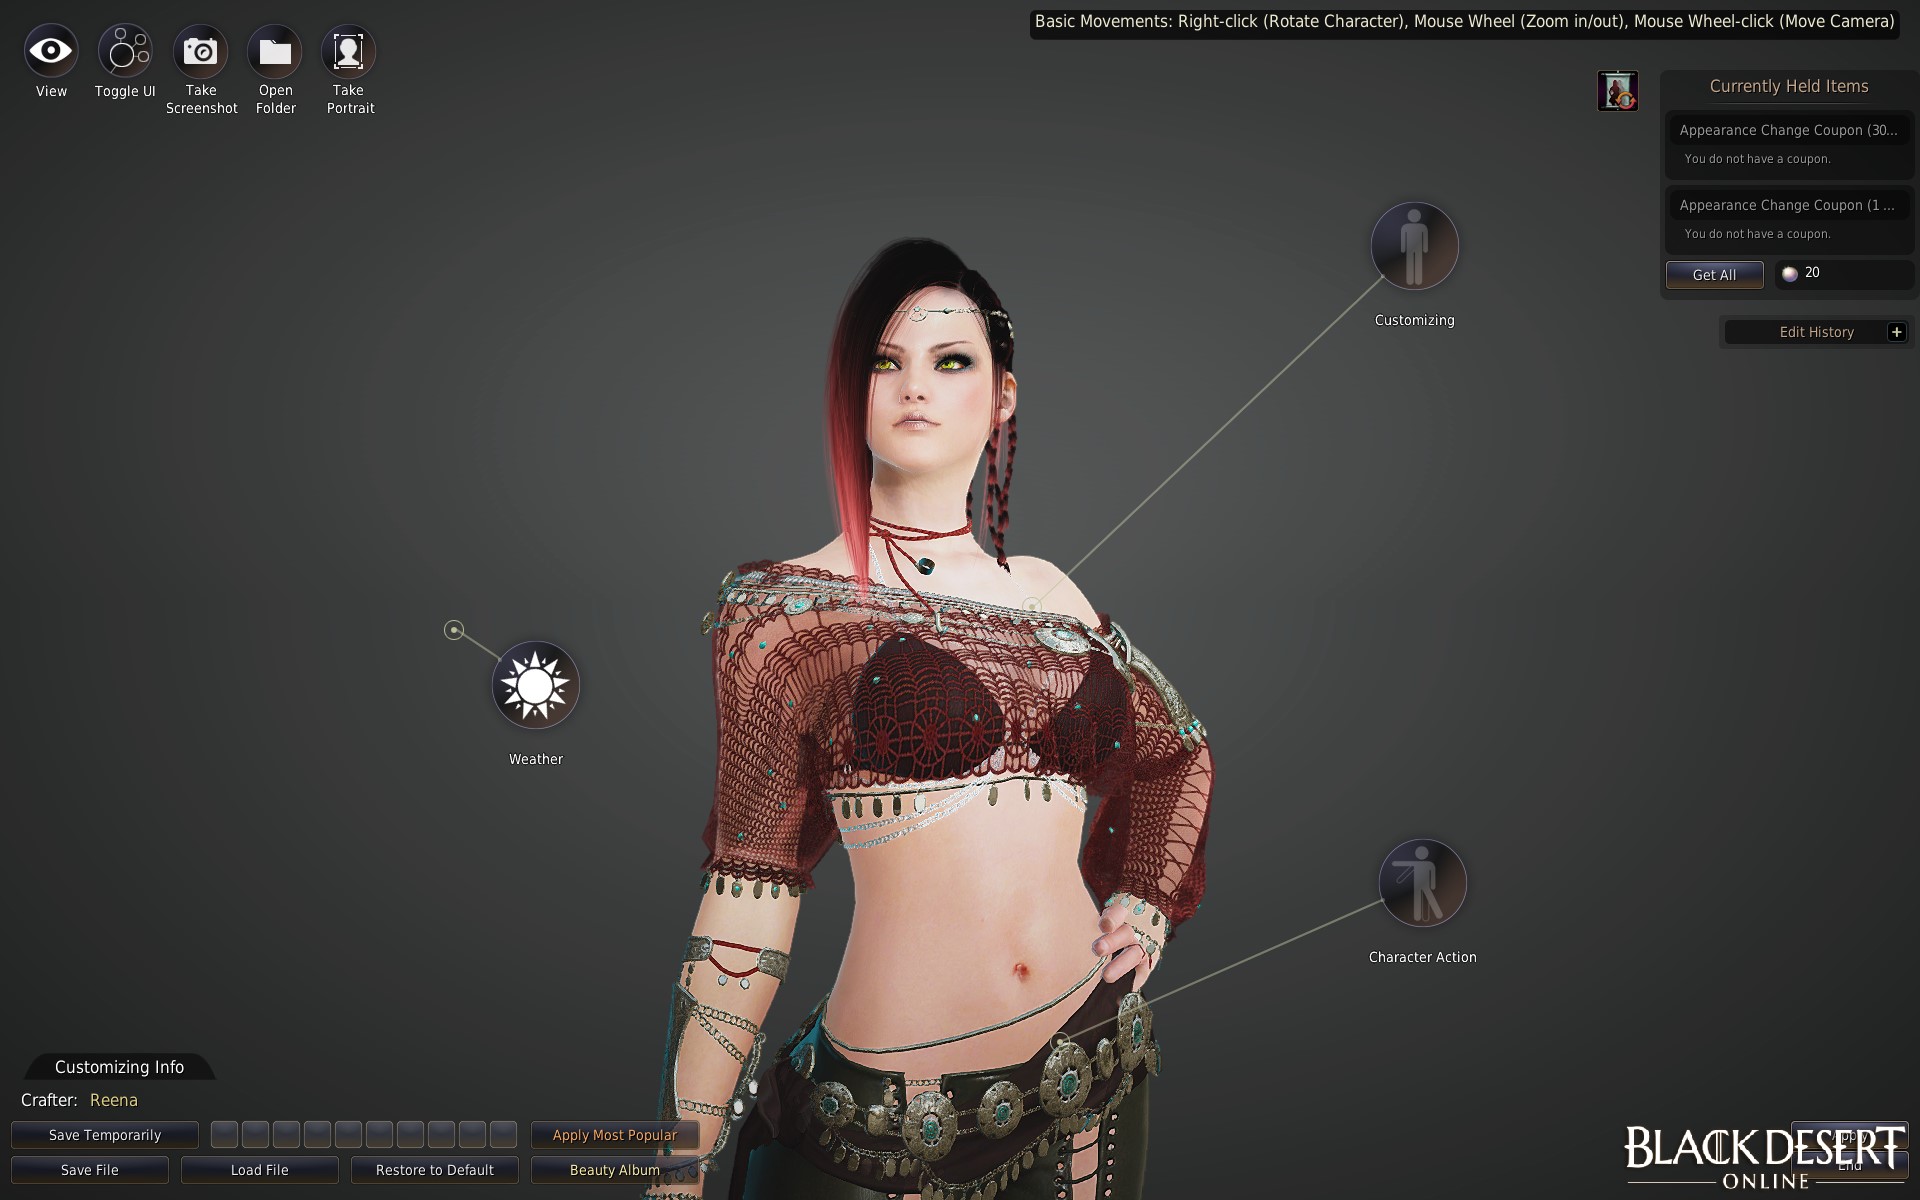 Basic Movements: Right-click (Rotate Character), Mouse Wheel (Zoom in/out), Mouse Wheel-click (Move Camera)
View
Toggle UI
Take
Screenshot
Open
Folder
Take
Portrait
Currently Held Items
Appearance Change Coupon (30...
You do not have a coupon.
Appearance Change Coupon (1 ...
You do not have a coupon.
Get All
20
Edit History
Customizing
Weather
Character Action
Customizing Info
Crafter: Reena
Save Temporarily
Apply Most Popular
Save File
Load File
Restore to Default
Beauty Album
Apply
End
BLACK DESERT
ONLINE